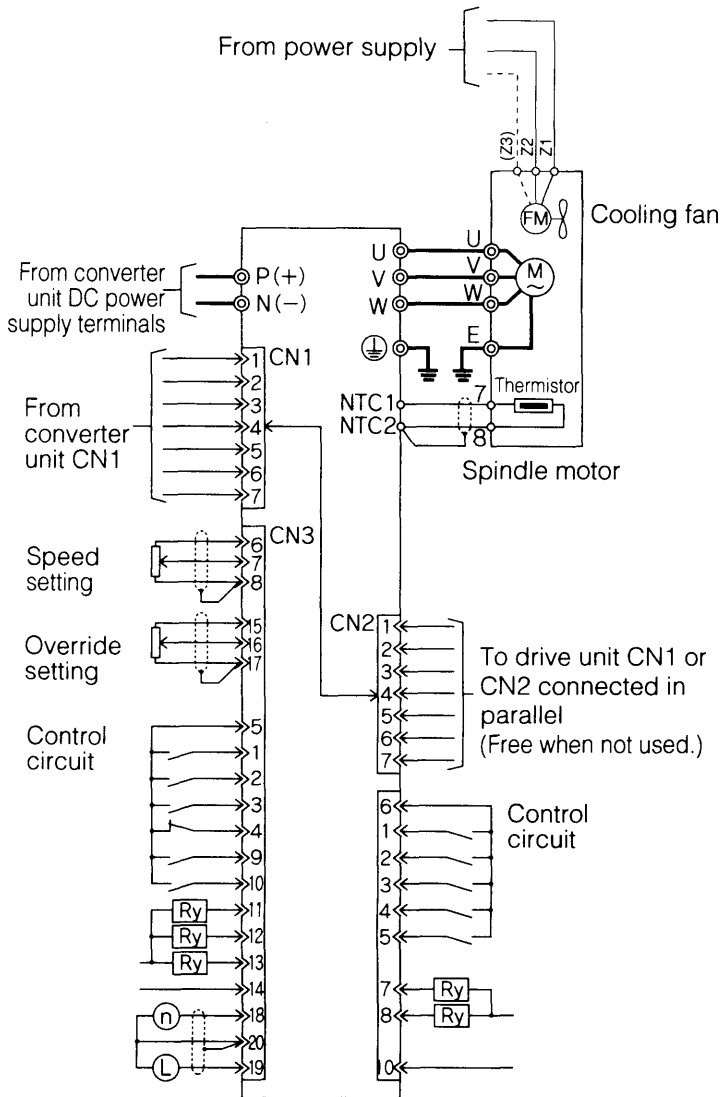 From power supply
(Z3)
Z2
Z1
FM
Cooling fan
From converter
unit DC power
supply terminals
P(+)
N(−)
U
V
W
U
V
W
M
~
E
NTC1
NTC2
7
8
Thermistor
Spindle motor
From
converter
unit CN1
CN1
1
2
3
4
5
6
7
CN3
Speed
setting
6
7
8
Override
setting
15
16
17
CN2
1
2
3
4
5
6
7
To drive unit CN1 or
CN2 connected in
parallel
(Free when not used.)
Control
circuit
5
1
2
3
4
9
10
Ry 11
Ry 12
Ry 13
14
n 18
20
L 19
Control
circuit
6
1
2
3
4
5
7 Ry
8 Ry
10